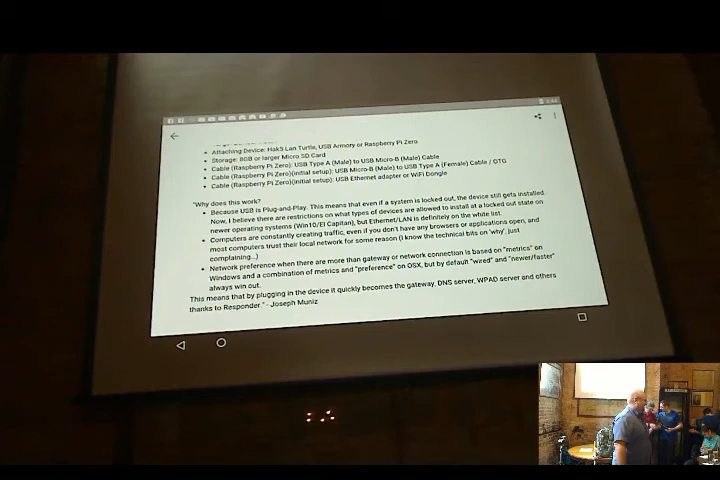 Attaching Device: Hak5 Lan Turtle, USB Armory or Raspberry Pi Zero
• Storage: 8GB or larger Micro SD Card
• Cable (Raspberry Pi Zero): USB Type A (Male) to USB Micro-B (Male) Cable
• Cable (Raspberry Pi Zero)(initial setup): USB Micro-B (Male) to USB Type A (Female) Cable / OTG
• Cable (Raspberry Pi Zero)(initial setup): USB Ethernet adapter or WiFi Dongle
"Why does this work?
• Because USB is Plug-and-Play. This means that even if a system is locked out, the device still gets installed.
Now, I believe there are restrictions on what types of devices are allowed to install at a locked out state on
newer operating systems (Win10/El Capitan), but Ethernet/LAN is definitely on the white list.
• Computers are constantly creating traffic, even if you don't have any browsers or applications open, and
most computers trust their local network for some reason (I know the technical bits on 'why', just
complaining...)
• Network preference when there are more than gateway or network connection is based on "metrics" on
Windows and a combination of metrics and "preference" on OSX, but by default "wired" and "newer/faster"
always win out.
This means that by plugging in the device it quickly becomes the gateway, DNS server, WPAD server and others
thanks to Responder." - Joseph Muniz